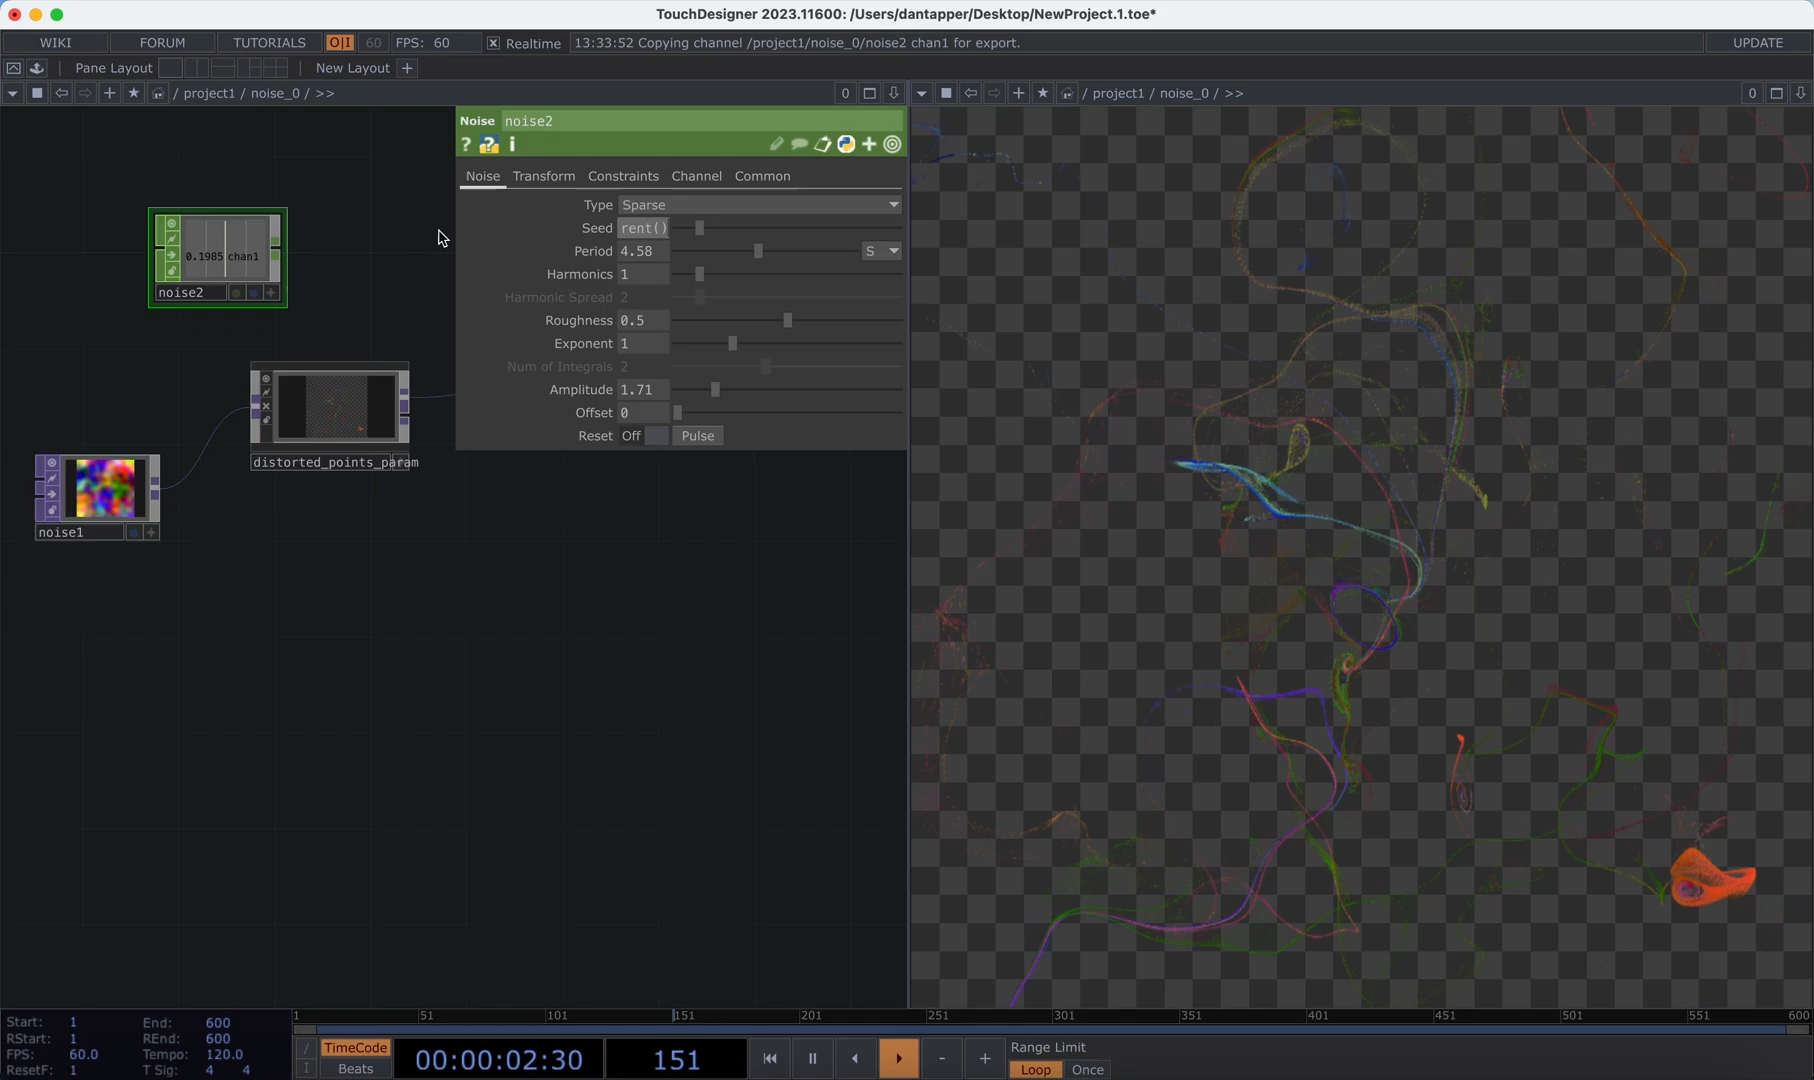 TouchDesigner 2023.11600: /Users/dantapper/Desktop/NewProject.1.toe*
WIKI FORUM TUTORIALS O|I 60 FPS: 60 Realtime 13:33:52 Copying channel /project1/noise_0/noise2 chan1 for export. UPDATE
Pane Layout New Layout +
/ project1 / noise_0 / >> 0
/ project1 / noise_0 / >> 0
Noise noise2
? ? i
Noise Transform Constraints Channel Common
Type Sparse
Seed rent()
Period 4.58 S
Harmonics 1
Harmonic Spread 2
Roughness 0.5
Exponent 1
Num of Integrals 2
Amplitude 1.71
Offset 0
Reset Off Pulse
0.1985 chan1
noise2
distorted_points_param
noise1
1 51 101 151 201 251 301 351 401 451 501 551 600
Start: 1 End: 600
RStart: 1 REnd: 600
FPS: 60.0 Tempo: 120.0
ResetF: 1 T Sig: 4 4
/ TimeCode
I Beats
00:00:02:30 151
- +
Range Limit
Loop Once